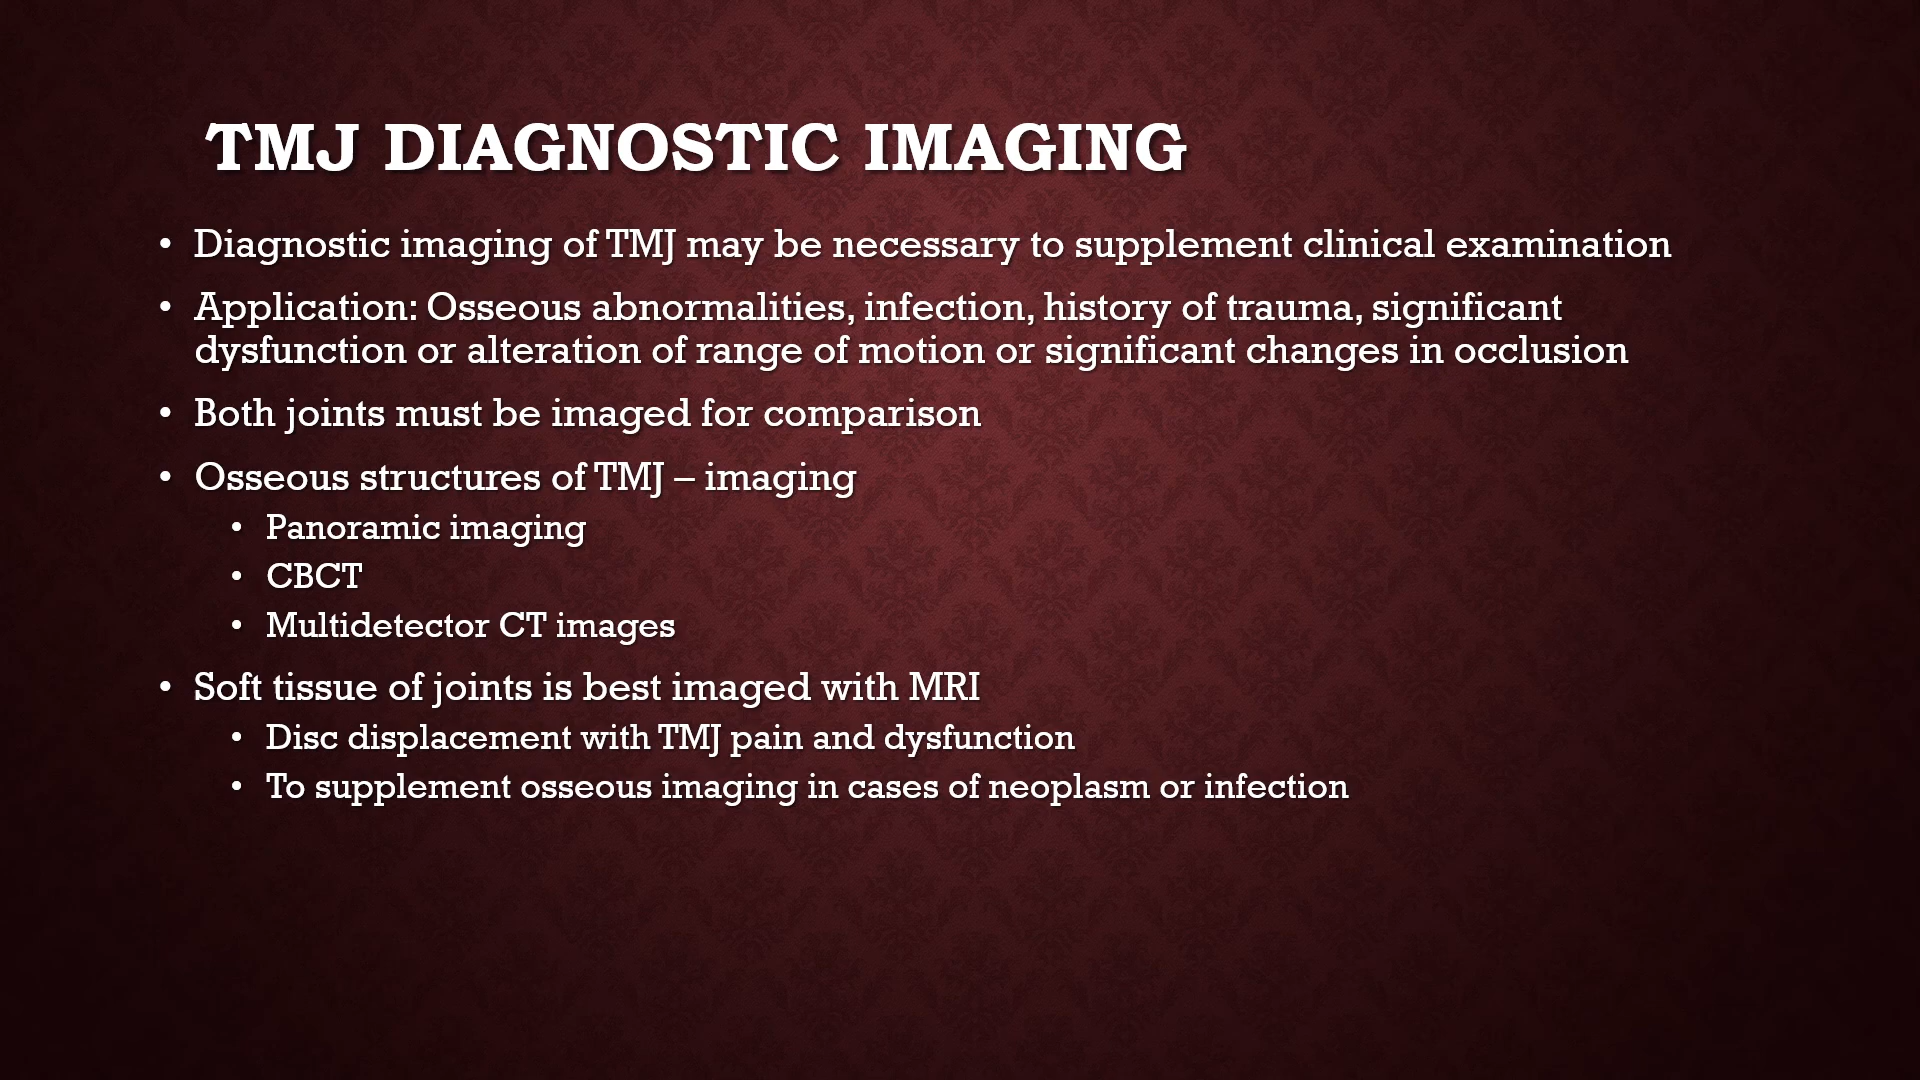 TMJ DIAGNOSTIC IMAGING
• Diagnostic imaging of TMJ may be necessary to supplement clinical examination
• Application: Osseous abnormalities, infection, history of trauma, significant
dysfunction or alteration of range of motion or significant changes in occlusion
• Both joints must be imaged for comparison
• Osseous structures of TMJ – imaging
• Panoramic imaging
• CBCT
• Multidetector CT images
• Soft tissue of joints is best imaged with MRI
• Disc displacement with TMJ pain and dysfunction
• To supplement osseous imaging in cases of neoplasm or infection